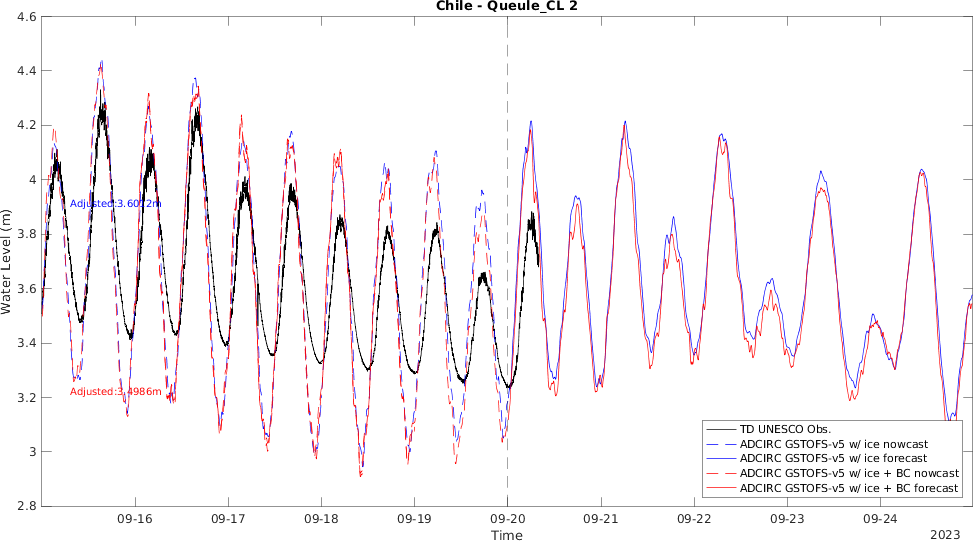 Chile - Queule_CL 2
4.6
4.4
4.2
4
3.8
3.6
3.4
3.2
3
2.8
Water Level (m)
Adjusted:3.6012m
Adjusted:3.4986m
TD UNESCO Obs.
ADCIRC GSTOFS-v5 w/ ice nowcast
ADCIRC GSTOFS-v5 w/ ice forecast
ADCIRC GSTOFS-v5 w/ ice + BC nowcast
ADCIRC GSTOFS-v5 w/ ice + BC forecast
09-16 09-17 09-18 09-19 09-20 09-21 09-22 09-23 09-24
Time
2023